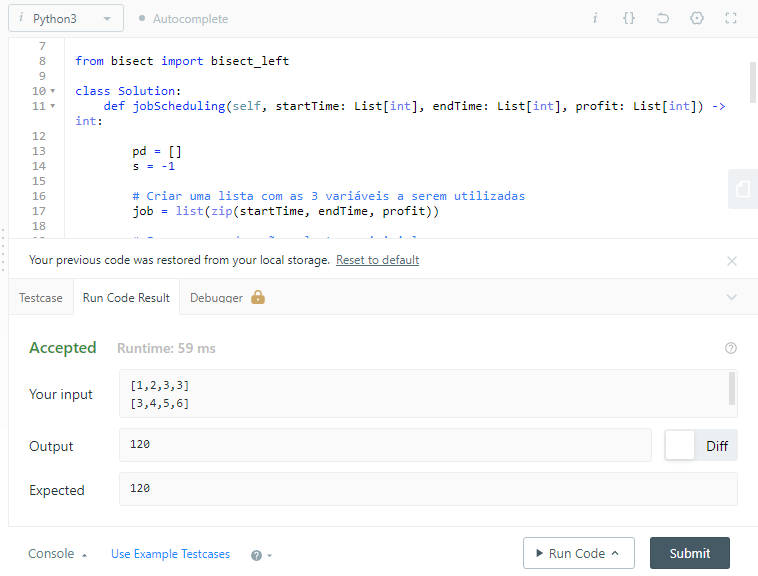 i Python3 Autocomplete i {}
7
8 from bisect import bisect_left
9
10 class Solution:
11 def jobScheduling(self, startTime: List[int], endTime: List[int], profit: List[int]) ->
int:
12
13 pd = []
14 s = -1
15
16 # Criar uma lista com as 3 variáveis a serem utilizadas
17 job = list(zip(startTime, endTime, profit))
18
Your previous code was restored from your local storage. Reset to default
Testcase Run Code Result Debugger
Accepted Runtime: 59 ms ?
Your input
[1,2,3,3]
[3,4,5,6]
Output 120 Diff
Expected 120
Console Use Example Testcases ? Run Code Submit